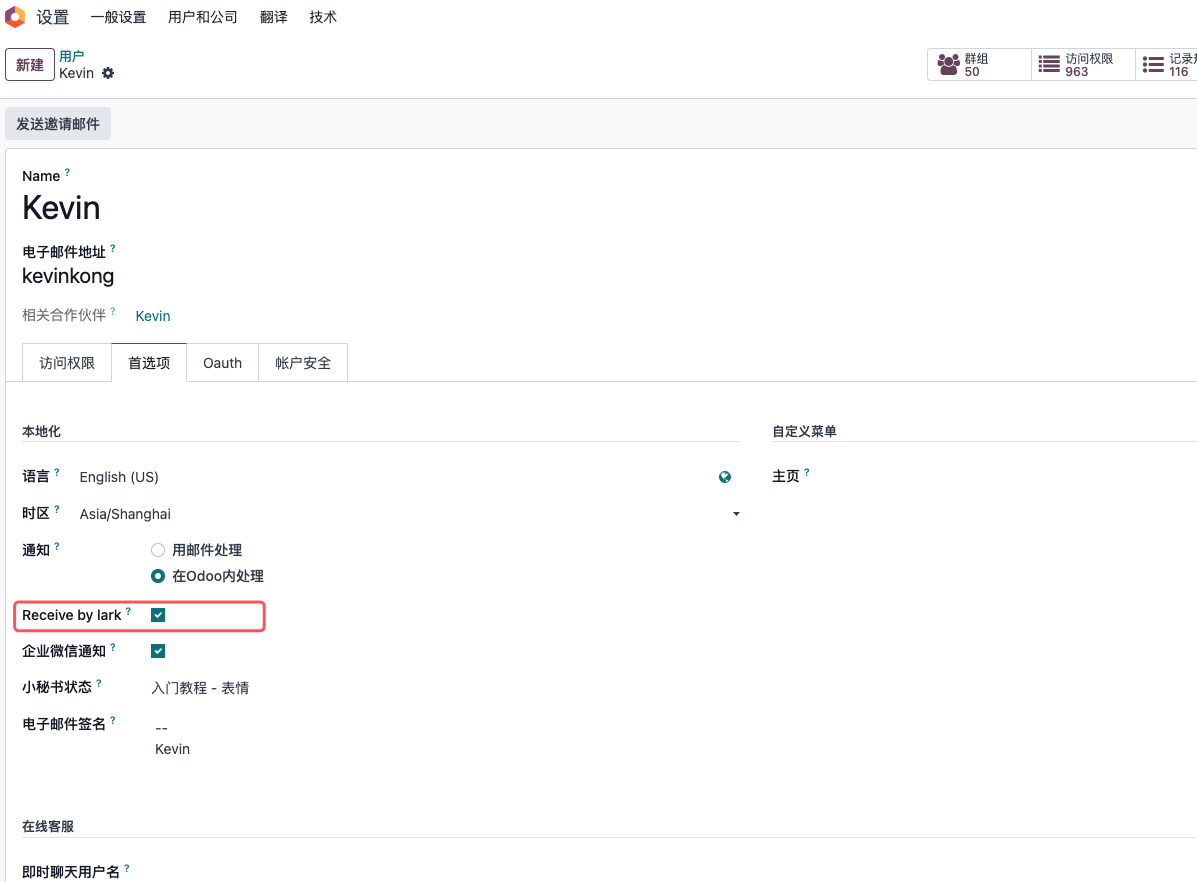 设置 一般设置 用户和公司 翻译 技术
新建 用户
Kevin
群组
50
访问权限
963
记录规
116
发送邀请邮件
Name ?
Kevin
电子邮件地址 ?
kevinkong
相关合作伙伴 ? Kevin
访问权限 首选项 Oauth 帐户安全
本地化
语言 ? English (US)
时区 ? Asia/Shanghai
通知 ? 用邮件处理
在Odoo内处理
Receive by lark ?
企业微信通知 ?
小秘书状态 ? 入门教程 - 表情
电子邮件签名 ? --
Kevin
自定义菜单
主页 ?
在线客服
即时聊天用户名 ?